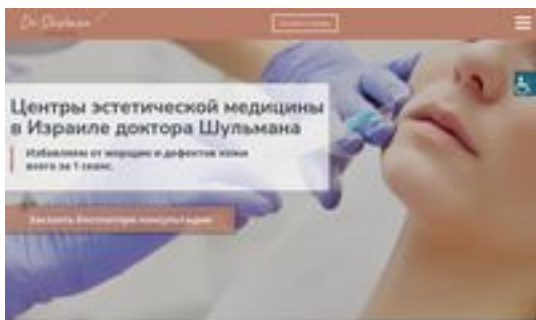 Dr. Shulman
Центры эстетической медицины
в Израиле доктора Шульмана
Избавляем от морщин и дефектов кожи
всего за 1 сеанс.
Заказать бесплатную консультацию